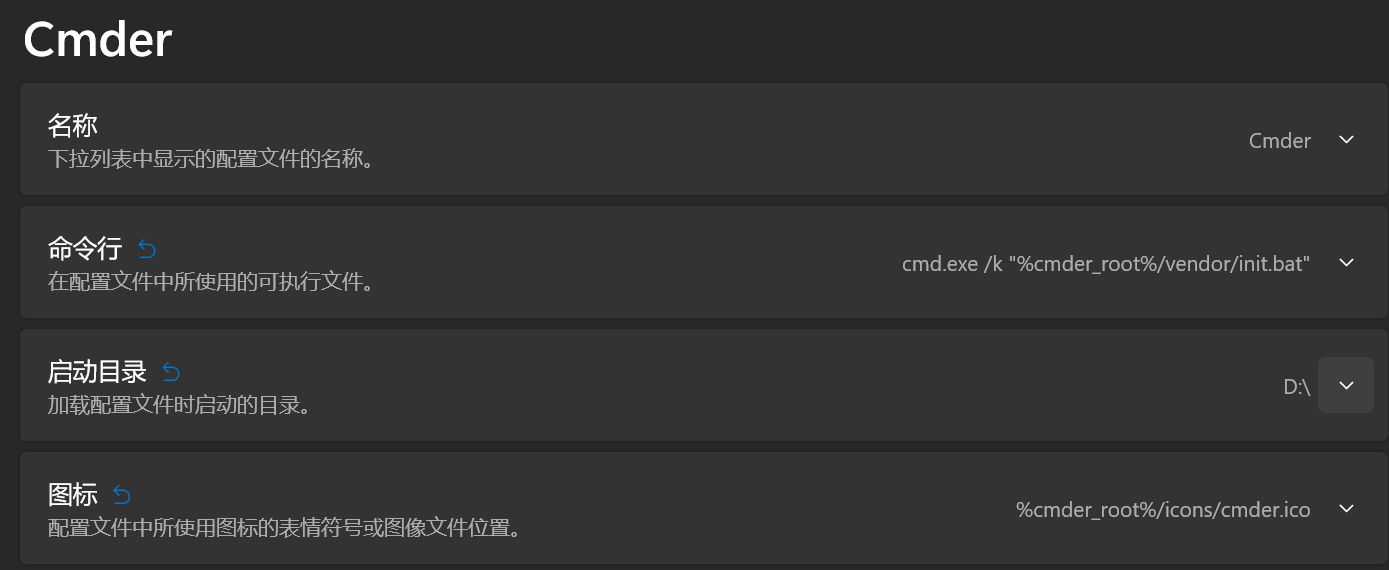 Cmder
名称
下拉列表中显示的配置文件的名称。
Cmder
命令行
在配置文件中所使用的可执行文件。
cmd.exe /k "%cmder_root%/vendor/init.bat"
启动目录
加载配置文件时启动的目录。
D:\
图标
配置文件中所使用图标的表情符号或图像文件位置。
%cmder_root%/icons/cmder.ico